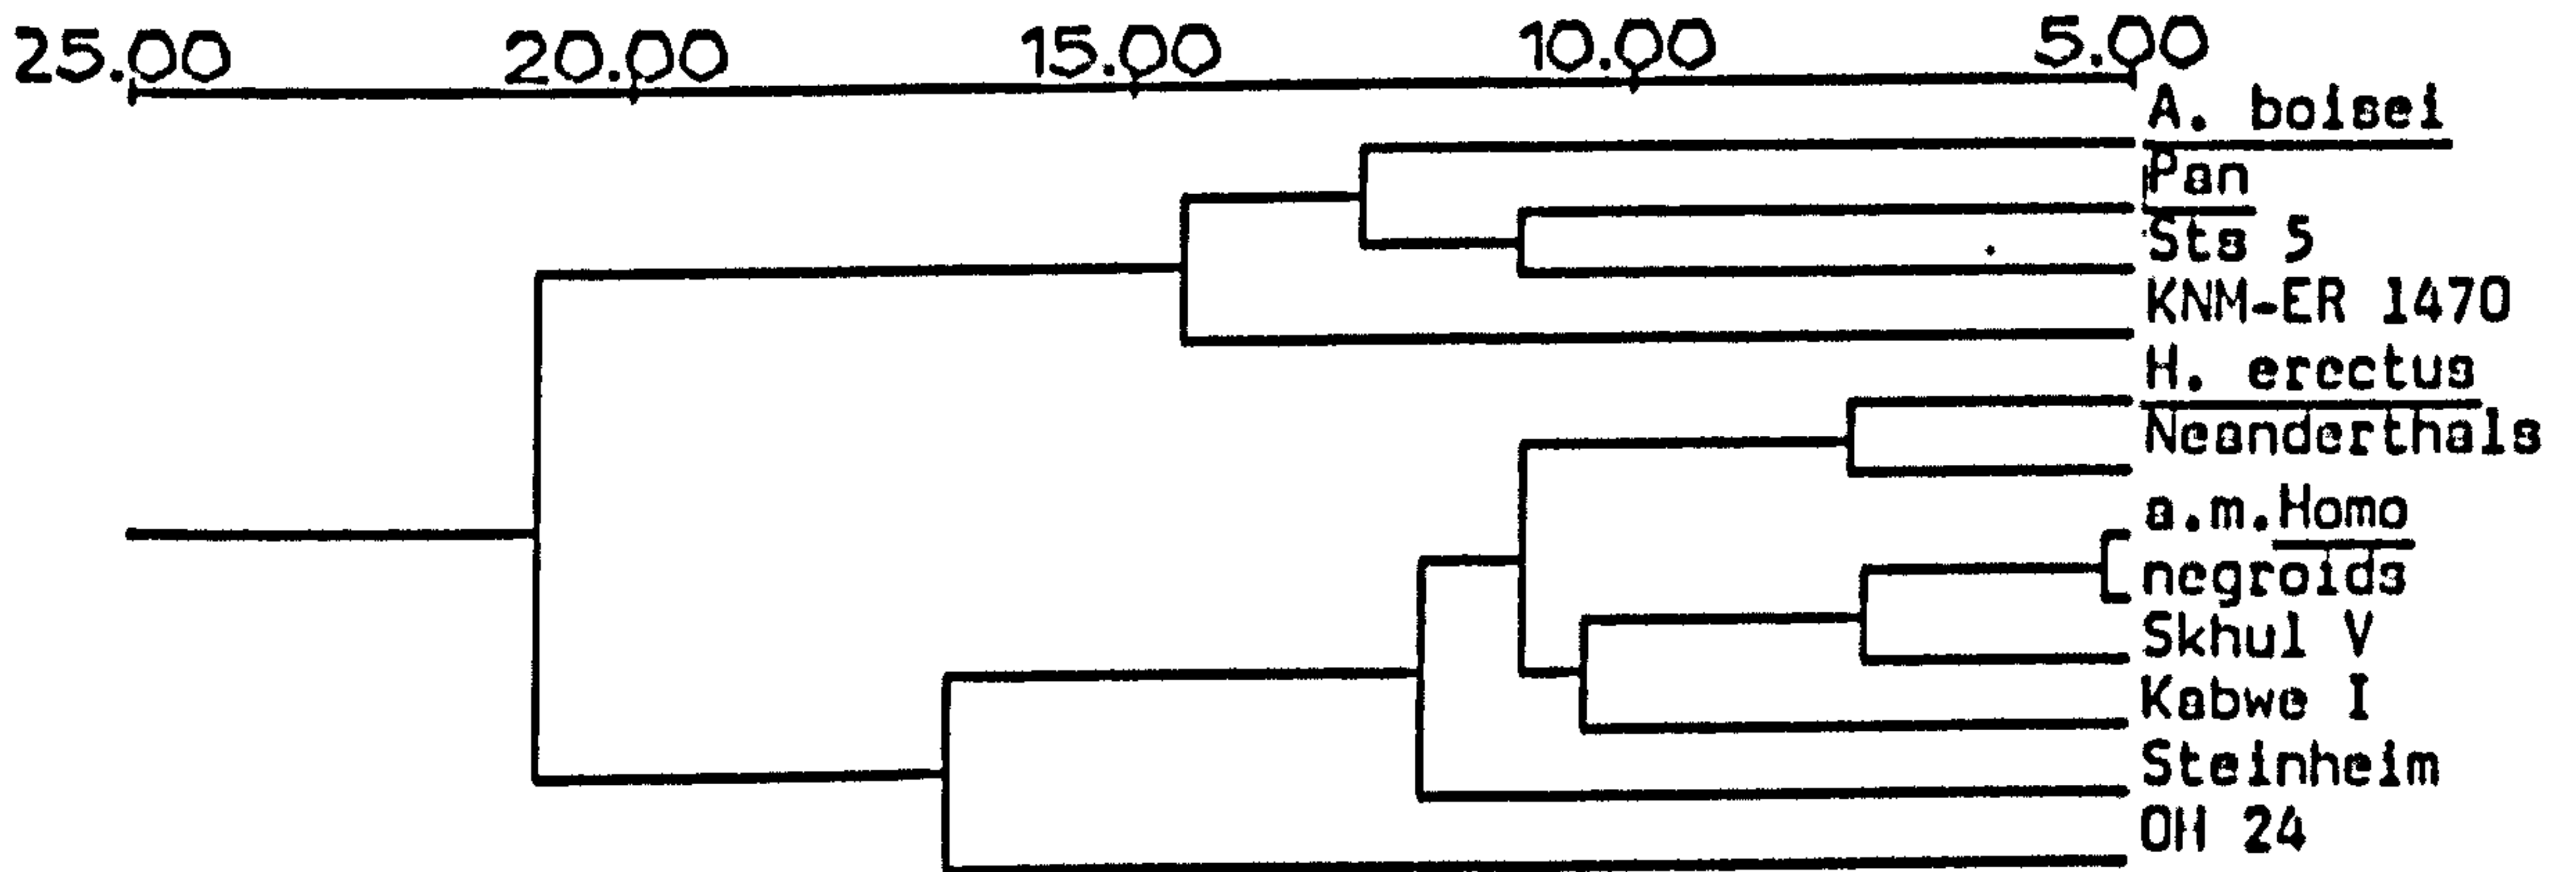 25.00 20.00 15.00 10.00 5.00
A. boisei
Pan
Sts 5
KNM-ER 1470
H. erectus
Neanderthals
a.m. Homo
negroids
Skhul V
Kabwe I
Steinheim
OH 24